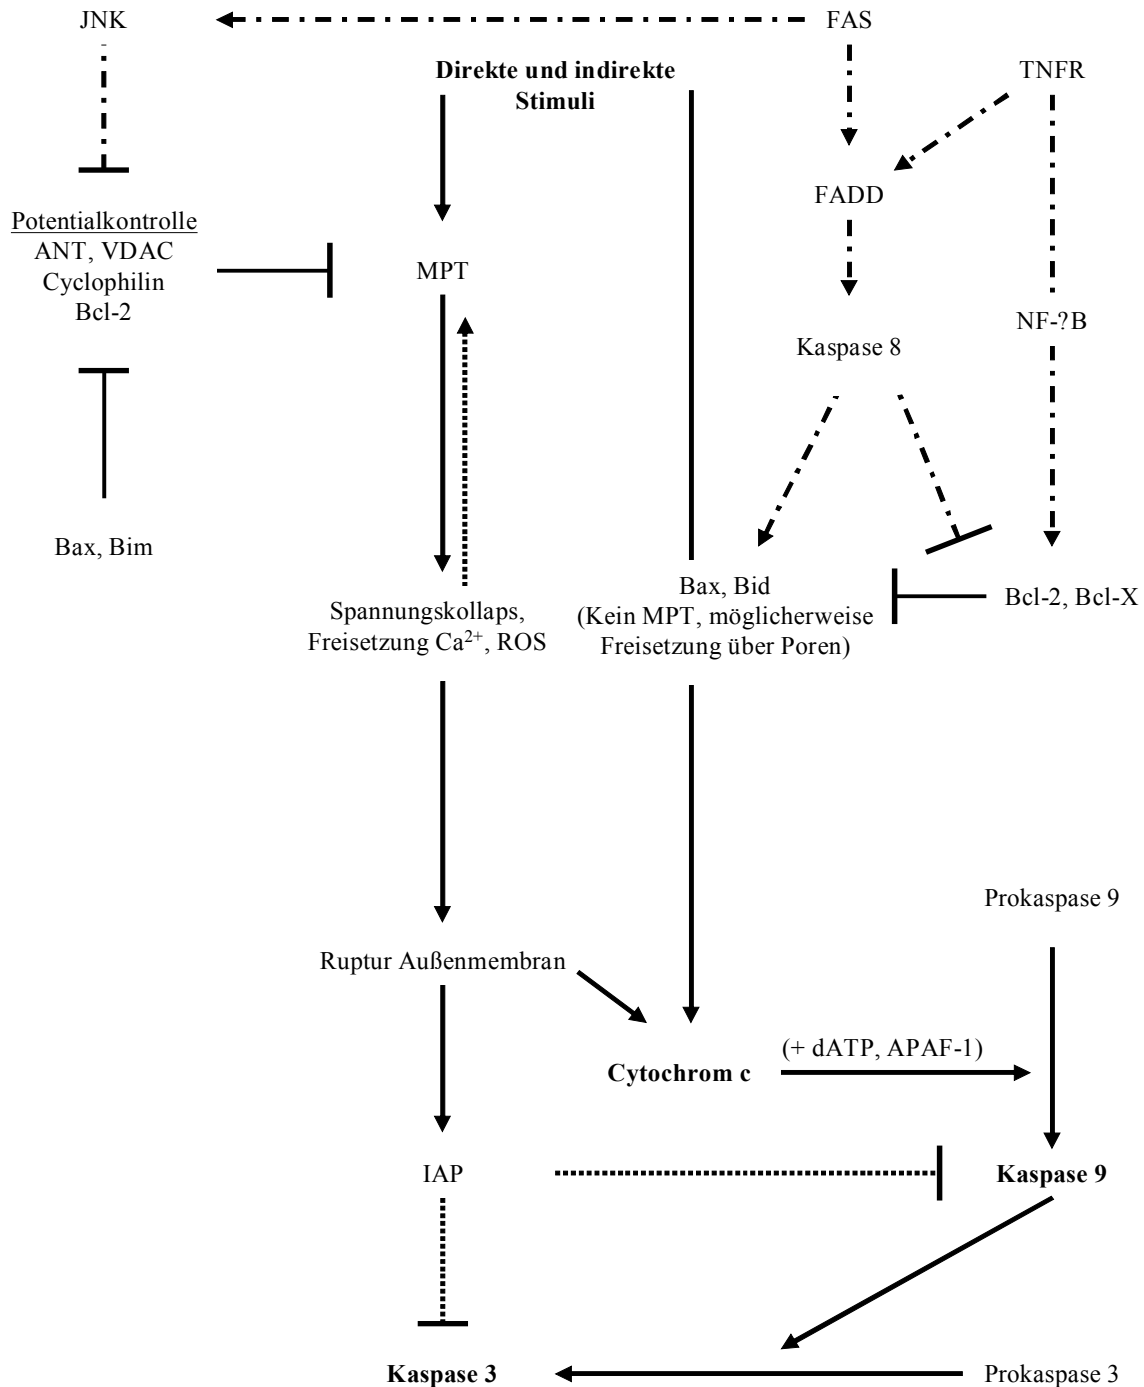 JNK
FAS
Direkte und indirekte
Stimuli
TNFR
FADD
Potentialkontrolle
ANT, VDAC
Cyclophilin
Bcl-2
MPT
NF-?B
Kaspase 8
Bax, Bim
Spannungskollaps,
Freisetzung Ca²⁺, ROS
Bax, Bid
(Kein MPT, möglicherweise
Freisetzung über Poren)
Bcl-2, Bcl-X
Prokaspase 9
Ruptur Außenmembran
(+ dATP, APAF-1)
Cytochrom c
IAP
Kaspase 9
Kaspase 3
Prokaspase 3